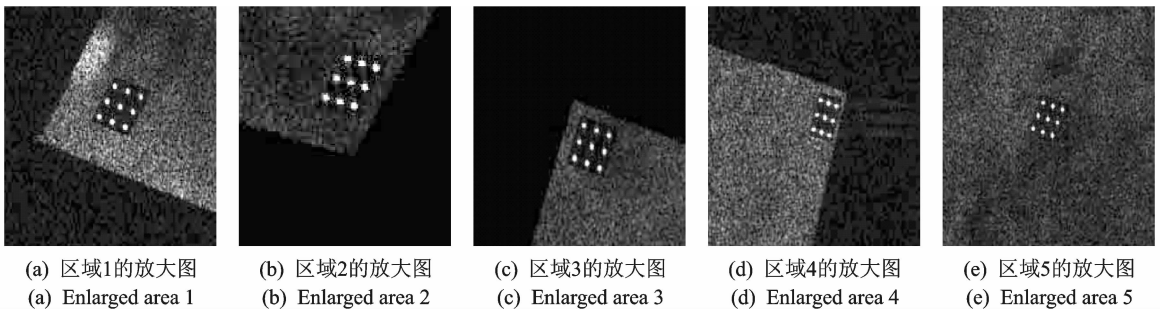 (a) 区域1的放大图
(b) 区域2的放大图
(c) 区域3的放大图
(d) 区域4的放大图
(e) 区域5的放大图
(a) Enlarged area 1
(b) Enlarged area 2
(c) Enlarged area 3
(d) Enlarged area 4
(e) Enlarged area 5